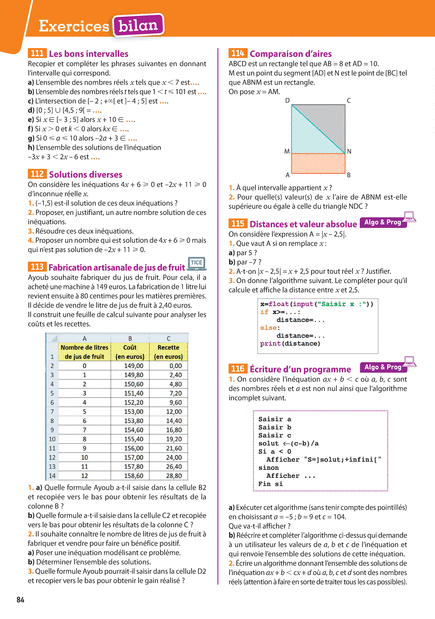 Exercices bilan
111 Les bons intervalles
Recopier et compléter les phrases suivantes en donnant
l'intervalle qui correspond.
a) L'ensemble des nombres réels x tels que x < 7 est….
b) L'ensemble des nombres réels t tels que 1 < t ⩽ 101 est ….
c) L'intersection de [– 2 ; +∞[ et ]– 4 ; 5] est ….
d) [0 ; 5] ∪ [4,5 ; 9[ = ….
e) Si x ∈ [– 3 ; 5] alors x + 10 ∈ ….
f) Si x > 0 et k < 0 alors kx ∈ ….
g) Si 0 ⩽ a ⩽ 10 alors –2a + 3 ∈ ….
h) L'ensemble des solutions de l'inéquation
–3x + 3 < 2x – 6 est ….
112 Solutions diverses
On considère les inéquations 4x + 6 ⩾ 0 et –2x + 11 ⩾ 0
d'inconnue réelle x.
1. (–1,5) est-il solution de ces deux inéquations ?
2. Proposer, en justifiant, un autre nombre solution de ces
inéquations.
3. Résoudre ces deux inéquations.
4. Proposer un nombre qui est solution de 4x + 6 ⩾ 0 mais
qui n'est pas solution de –2x + 11 ⩾ 0.
113 Fabrication artisanale de jus de fruit TICE
Ayoub souhaite fabriquer du jus de fruit. Pour cela, il a
acheté une machine à 149 euros. La fabrication de 1 litre lui
revient ensuite à 80 centimes pour les matières premières.
Il décide de vendre le litre de jus de fruit à 2,40 euros.
Il construit une feuille de calcul suivante pour analyser les
coûts et les recettes.
A B C
Nombre de litres Coût Recette
1 de jus de fruit (en euros) (en euros)
2 0 149,00 0,00
3 1 149,80 2,40
4 2 150,60 4,80
5 3 151,40 7,20
6 4 152,20 9,60
7 5 153,00 12,00
8 6 153,80 14,40
9 7 154,60 16,80
10 8 155,40 19,20
11 9 156,00 21,60
12 10 157,00 24,00
13 11 157,80 26,40
14 12 158,60 28,80
1. a) Quelle formule Ayoub a-t-il saisie dans la cellule B2
et recopiée vers le bas pour obtenir les résultats de la
colonne B ?
b) Quelle formule a-t-il saisie dans la cellule C2 et recopiée
vers le bas pour obtenir les résultats de la colonne C ?
2. Il souhaite connaître le nombre de litres de jus de fruit à
fabriquer et vendre pour faire un bénéfice positif.
a) Poser une inéquation modélisant ce problème.
b) Déterminer l'ensemble des solutions.
3. Quelle formule Ayoub pourrait-il saisir dans la cellule D2
et recopier vers le bas pour obtenir le gain réalisé ?
84
114 Comparaison d'aires
ABCD est un rectangle tel que AB = 8 et AD = 10.
M est un point du segment [AD] et N est le point de [BC] tel
que ABNM est un rectangle.
On pose x = AM.
D C
M N
A B
1. À quel intervalle appartient x ?
2. Pour quelle(s) valeur(s) de x l'aire de ABNM est-elle
supérieure ou égale à celle du triangle NDC ?
115 Distances et valeur absolue Algo & Prog
On considère l'expression A = |x – 2,5|.
1. Que vaut A si on remplace x :
a) par 5 ?
b) par –7 ?
2. A-t-on |x – 2,5| = x + 2,5 pour tout réel x ? Justifier.
3. On donne l'algorithme suivant. Le compléter pour qu'il
calcule et affiche la distance entre x et 2,5.
x=float(input("Saisir x :"))
if x>=...:
distance=...
else:
distance=...
print(distance)
116 Écriture d'un programme Algo & Prog
1. On considère l'inéquation ax + b < c où a, b, c sont
des nombres réels et a est non nul ainsi que l'algorithme
incomplet suivant.
Saisir a
Saisir b
Saisir c
solut ←(c-b)/a
Si a < 0
Afficher "S=]solut;+infini["
sinon
Afficher ...
Fin si
a) Exécuter cet algorithme (sans tenir compte des pointillés)
en choisissant a = –5 ; b = 9 et c = 104.
Que va-t-il afficher ?
b) Réécrire et compléter l'algorithme ci-dessus qui demande
à un utilisateur les valeurs de a, b et c de l'inéquation et
qui renvoie l'ensemble des solutions de cette inéquation.
2. Écrire un algorithme donnant l'ensemble des solutions de
l'inéquation ax + b < cx + d où a, b, c, et d sont des nombres
réels (attention à faire en sorte de traiter tous les cas possibles).